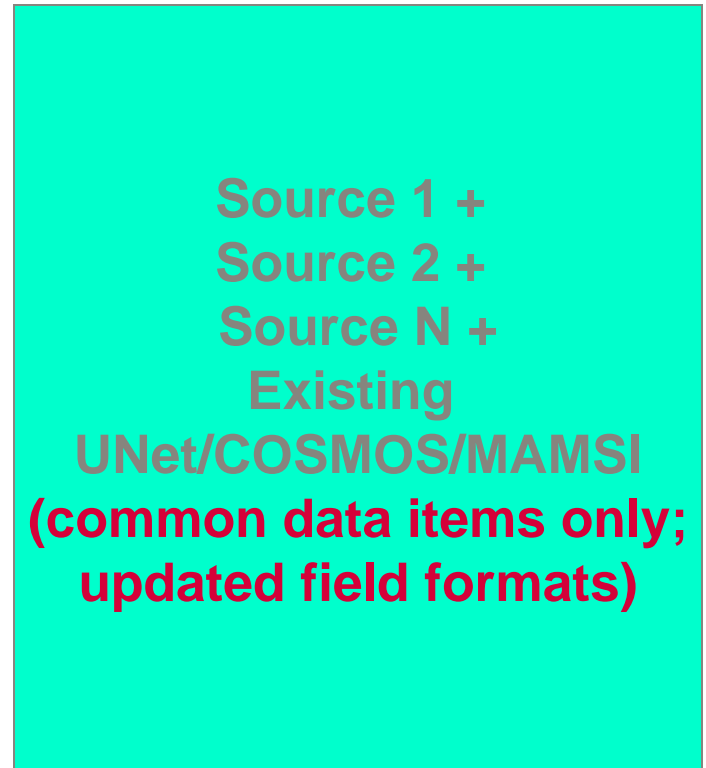 Source 1 +
Source 2 +
Source N +
Existing
UNet/COSMOS/MAMSI
(common data items only;
updated field formats)